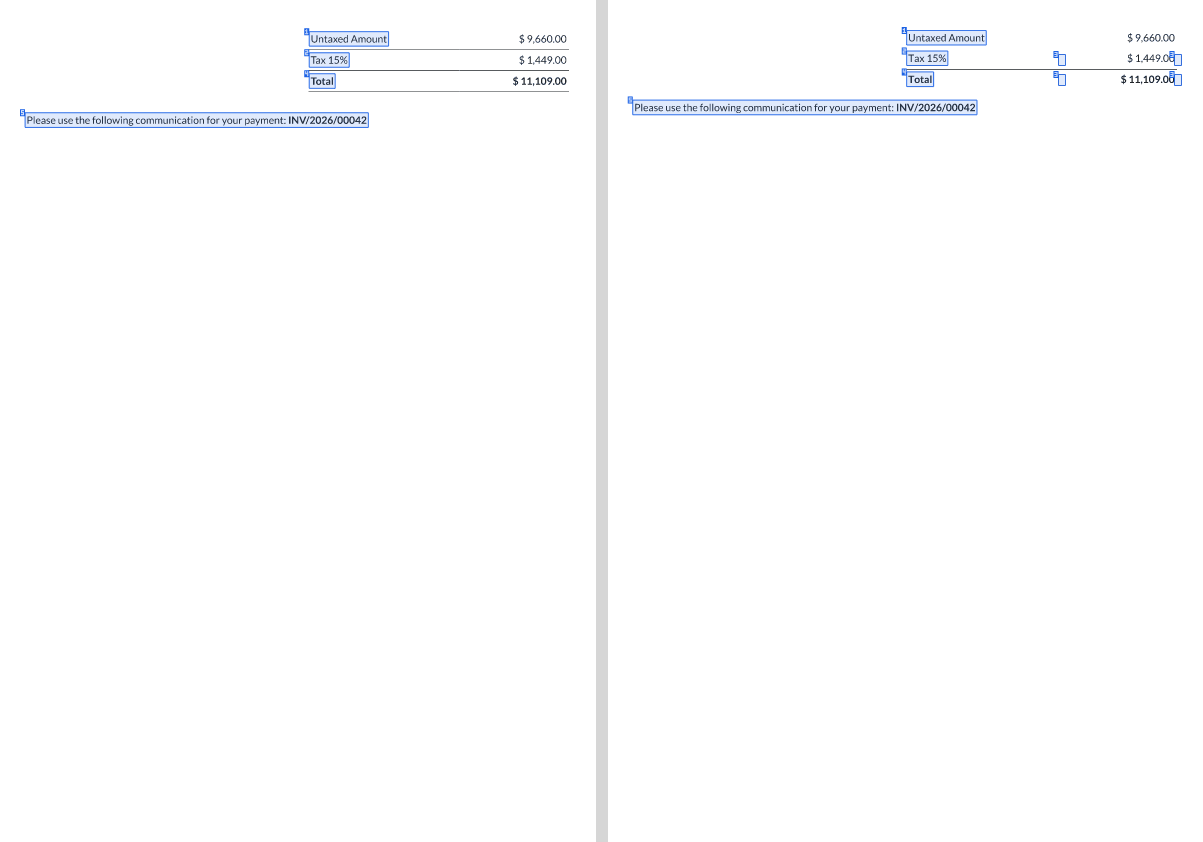 Untaxed Amount $ 9,660.00
Tax 15% $ 1,449.00
Total $ 11,109.00
Please use the following communication for your payment: INV/2026/00042
Untaxed Amount $ 9,660.00
Tax 15% $ 1,449.00
Total $ 11,109.00
Please use the following communication for your payment: INV/2026/00042